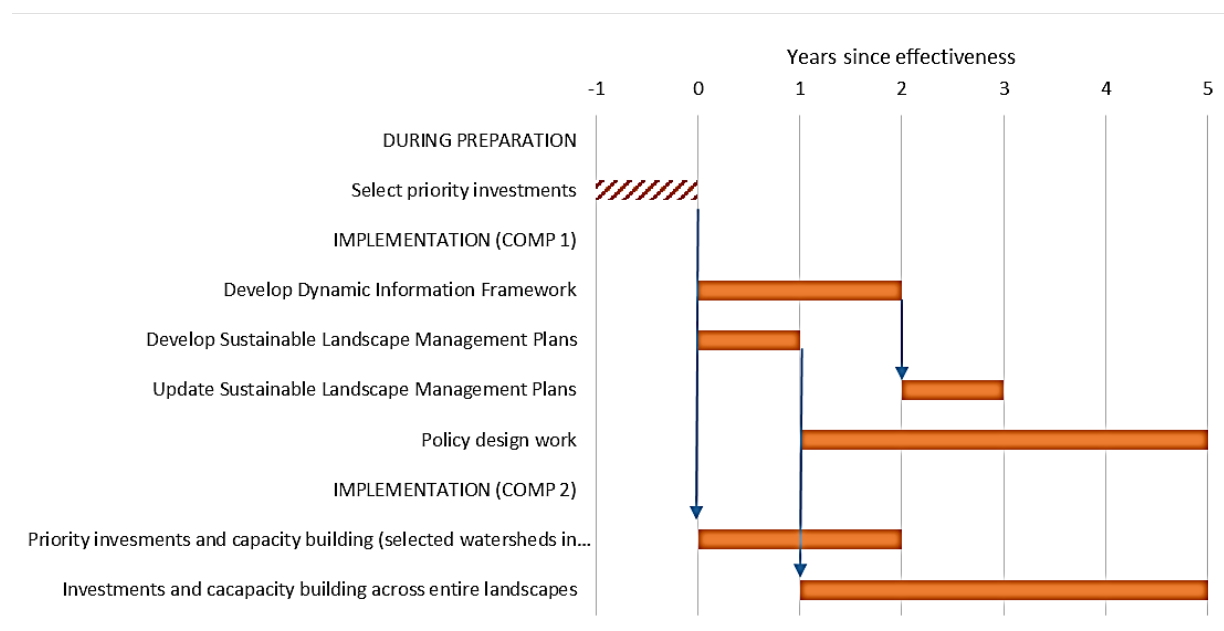 Years since effectiveness
-1 0 1 2 3 4 5
DURING PREPARATION
Select priority investments
IMPLEMENTATION (COMP 1)
Develop Dynamic Information Framework
Develop Sustainable Landscape Management Plans
Update Sustainable Landscape Management Plans
Policy design work
IMPLEMENTATION (COMP 2)
Priority invesments and capacity building (selected watersheds in...
Investments and cacapacity building across entire landscapes